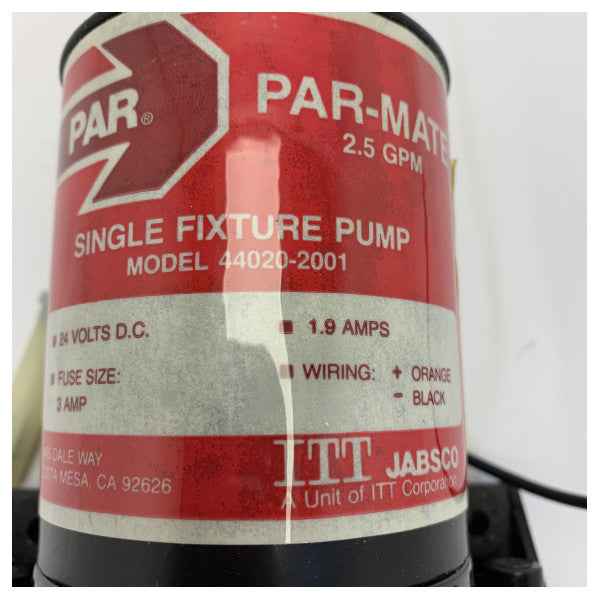 PAR®
PAR-MATE
2.5 GPM
SINGLE FIXTURE PUMP
MODEL 44020-2001
▪ 24 VOLTS D.C.
▪ 1.9 AMPS
▪ FUSE SIZE:
3 AMP
▪ WIRING: + ORANGE
- BLACK
DALE WAY
MESA, CA 92626
ITT JABSCO
A Unit of ITT Corporation